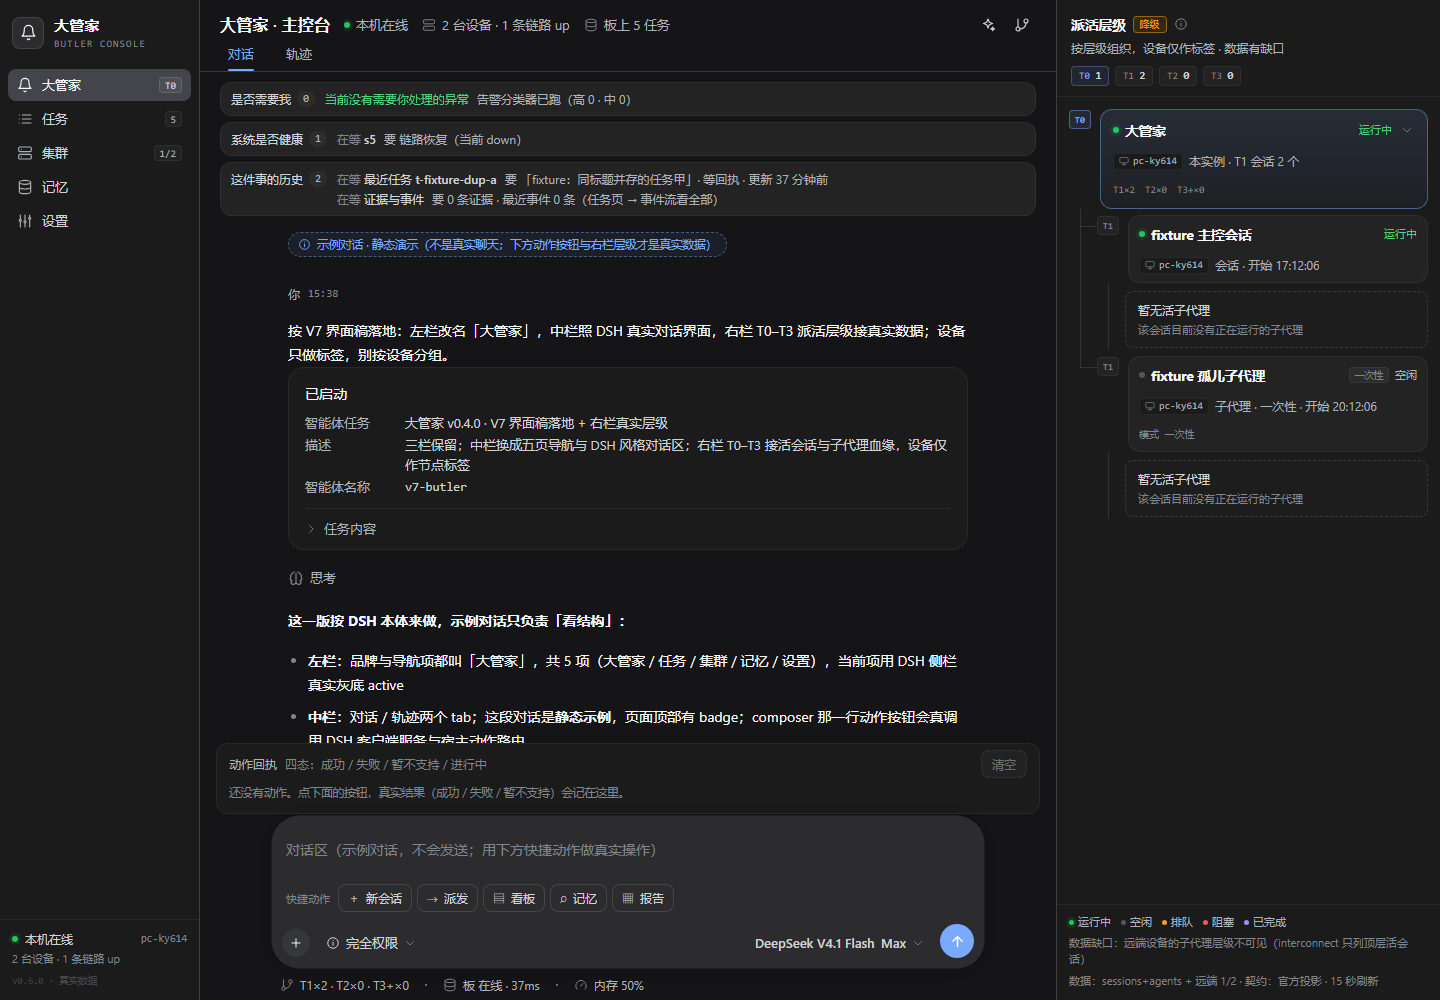 大管家
BUTLER CONSOLE
大管家 T0
任务 5
集群 1/2
记忆
设置
本机在线 pc-ky614
2 台设备 · 1 条链路 up
v0.6.0 · 真实数据
大管家 · 主控台 本机在线 2 台设备 · 1 条链路 up 板上 5 任务
对话 轨迹
是否需要我 0 当前没有需要你处理的异常 告警分类器已跑（高 0 · 中 0）
系统是否健康 1 在等 s5 要 链路恢复（当前 down）
这件事的历史 2 在等 最近任务 t-fixture-dup-a 要 「fixture：同标题并存的任务甲」 · 等回执 · 更新 37 分钟前
在等 证据与事件 要 0 条证据 · 最近事件 0 条（任务页 → 事件流看全部）
示例对话 · 静态演示（不是真实聊天；下方动作按钮与右栏层级才是真实数据）
你 15:38
按 V7 界面稿落地：左栏改名「大管家」，中栏照 DSH 真实对话界面，右栏 T0–T3 派活层级接真实数据；设备
只做标签，别按设备分组。
已启动
智能体任务 大管家 v0.4.0 · V7 界面稿落地 + 右栏真实层级
描述 三栏保留；中栏换成五页导航与 DSH 风格对话区；右栏 T0–T3 接活会话与子代理血缘，设备仅
作节点标签
智能体名称 v7-butler
任务内容
思考
这一版按 DSH 本体来做，示例对话只负责「看结构」：
• 左栏：品牌与导航项都叫「大管家」，共 5 项（大管家 / 任务 / 集群 / 记忆 / 设置），当前项用 DSH 侧栏
真实灰底 active
• 中栏：对话 / 轨迹两个 tab；这段对话是静态示例，页面顶部有 badge；composer 那一行动作按钮会真调
用 DSH 客户端服务与宿主动作路由
动作回执 四态：成功 / 失败 / 暂不支持 / 进行中 清空
还没有动作。点下面的按钮，真实结果（成功 / 失败 / 暂不支持）会记在这里。
对话区（示例对话，不会发送；用下方快捷动作做真实操作）
快捷动作 + 新会话 派发 看板 记忆 报告
+ 完全权限 DeepSeek V4.1 Flash Max
T1×2 · T2×0 · T3+×0 · 板 在线 · 37ms · 内存 50%
派活层级 降级
按层级组织，设备仅作标签 · 数据有缺口
T0 1 T1 2 T2 0 T3 0
T0 大管家 运行中
pc-ky614 本实例 · T1 会话 2 个
T1×2 T2×0 T3+×0
T1 fixture 主控会话 运行中
pc-ky614 会话 · 开始 17:12:06
暂无活子代理
该会话目前没有正在运行的子代理
T1 fixture 孤儿子代理 一次性 空闲
pc-ky614 子代理 · 一次性 · 开始 20:12:06
模式 一次性
暂无活子代理
该会话目前没有正在运行的子代理
运行中 空闲 排队 阻塞 已完成
数据缺口：远端设备的子代理层级不可见（interconnect 只列顶层活会
话）
数据：sessions+agents + 远端 1/2 · 契约：官方投影 · 15 秒刷新